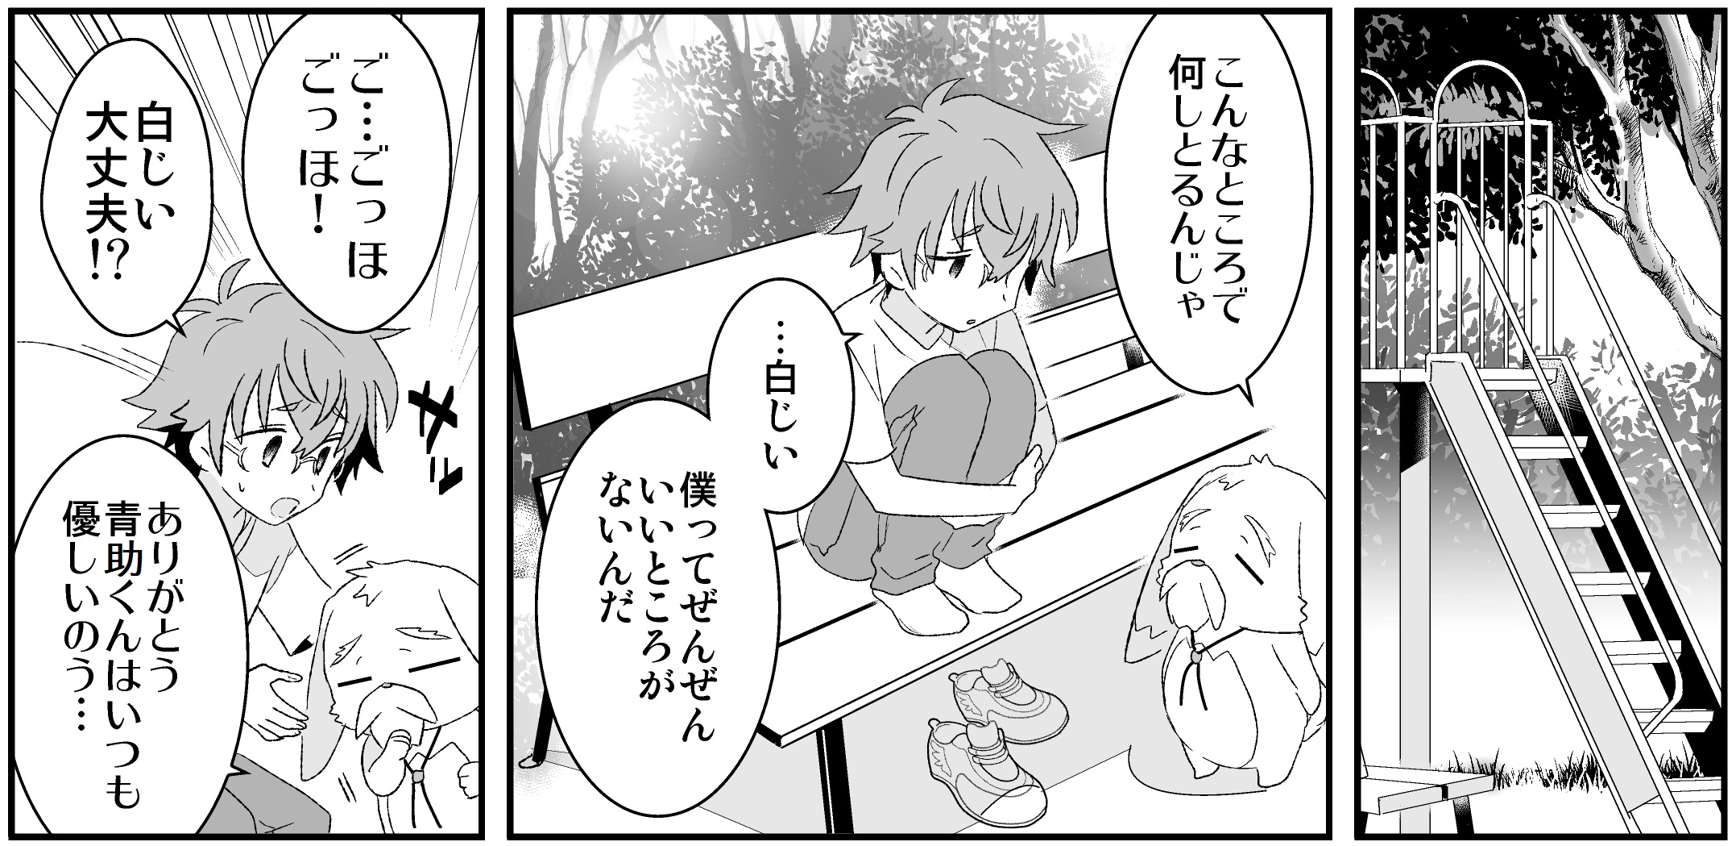 こんなところで
何しとるんじゃ
…白じい
僕ってぜんぜん
いいところが
ないんだ
ご…ごっほ
ごっほ！
白じい
大丈夫!?
ありがとう
青助くんはいつも
優しいのう…